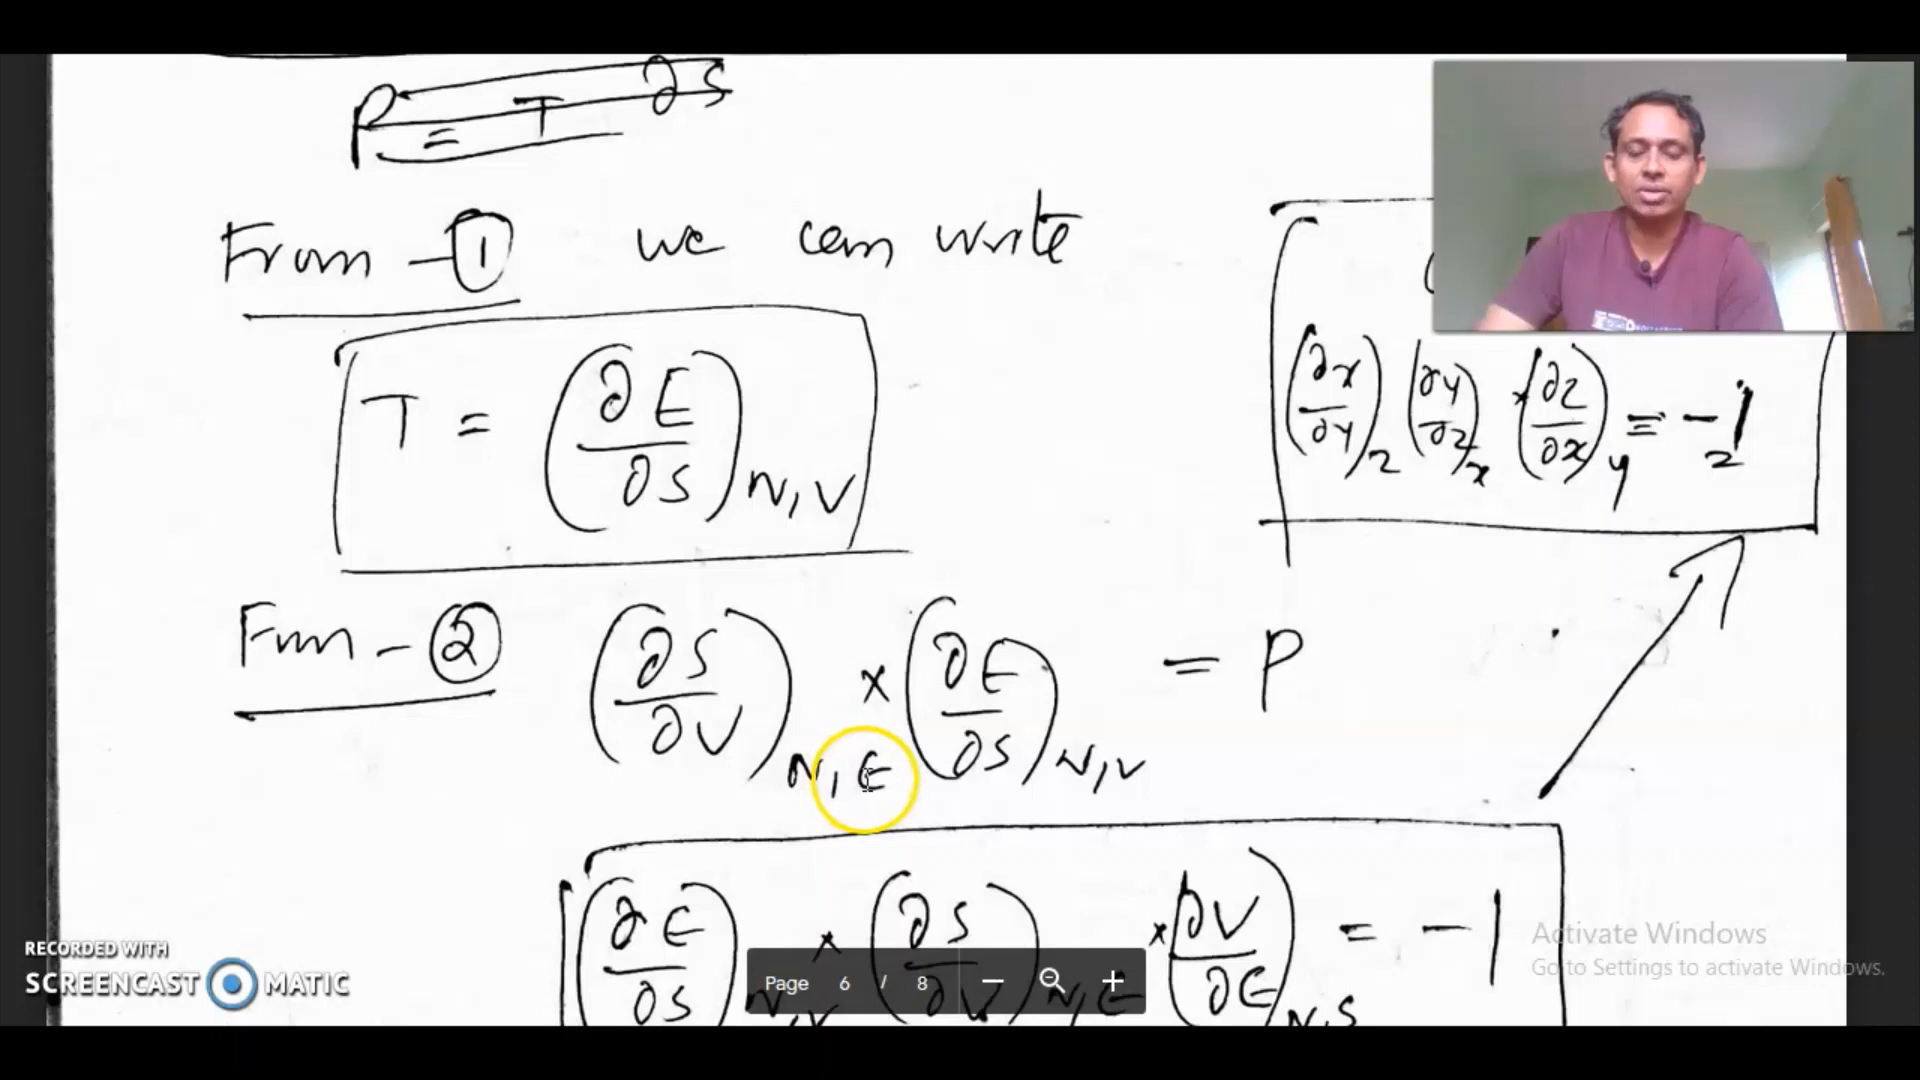 P = T ∂S
From - ① we can write
T = (∂E/∂S)N,V
(∂x/∂y)z (∂y/∂z)x × (∂z/∂x)y = -1
From - ② (∂S/∂V)N,E × (∂E/∂S)N,V = P
(∂E/∂S)N,V × (∂S/∂V)N,E × (∂V/∂E)N,S = -1
RECORDED WITH
SCREENCAST MATIC
Page 6 / 8
Activate Windows
Go to Settings to activate Windows.